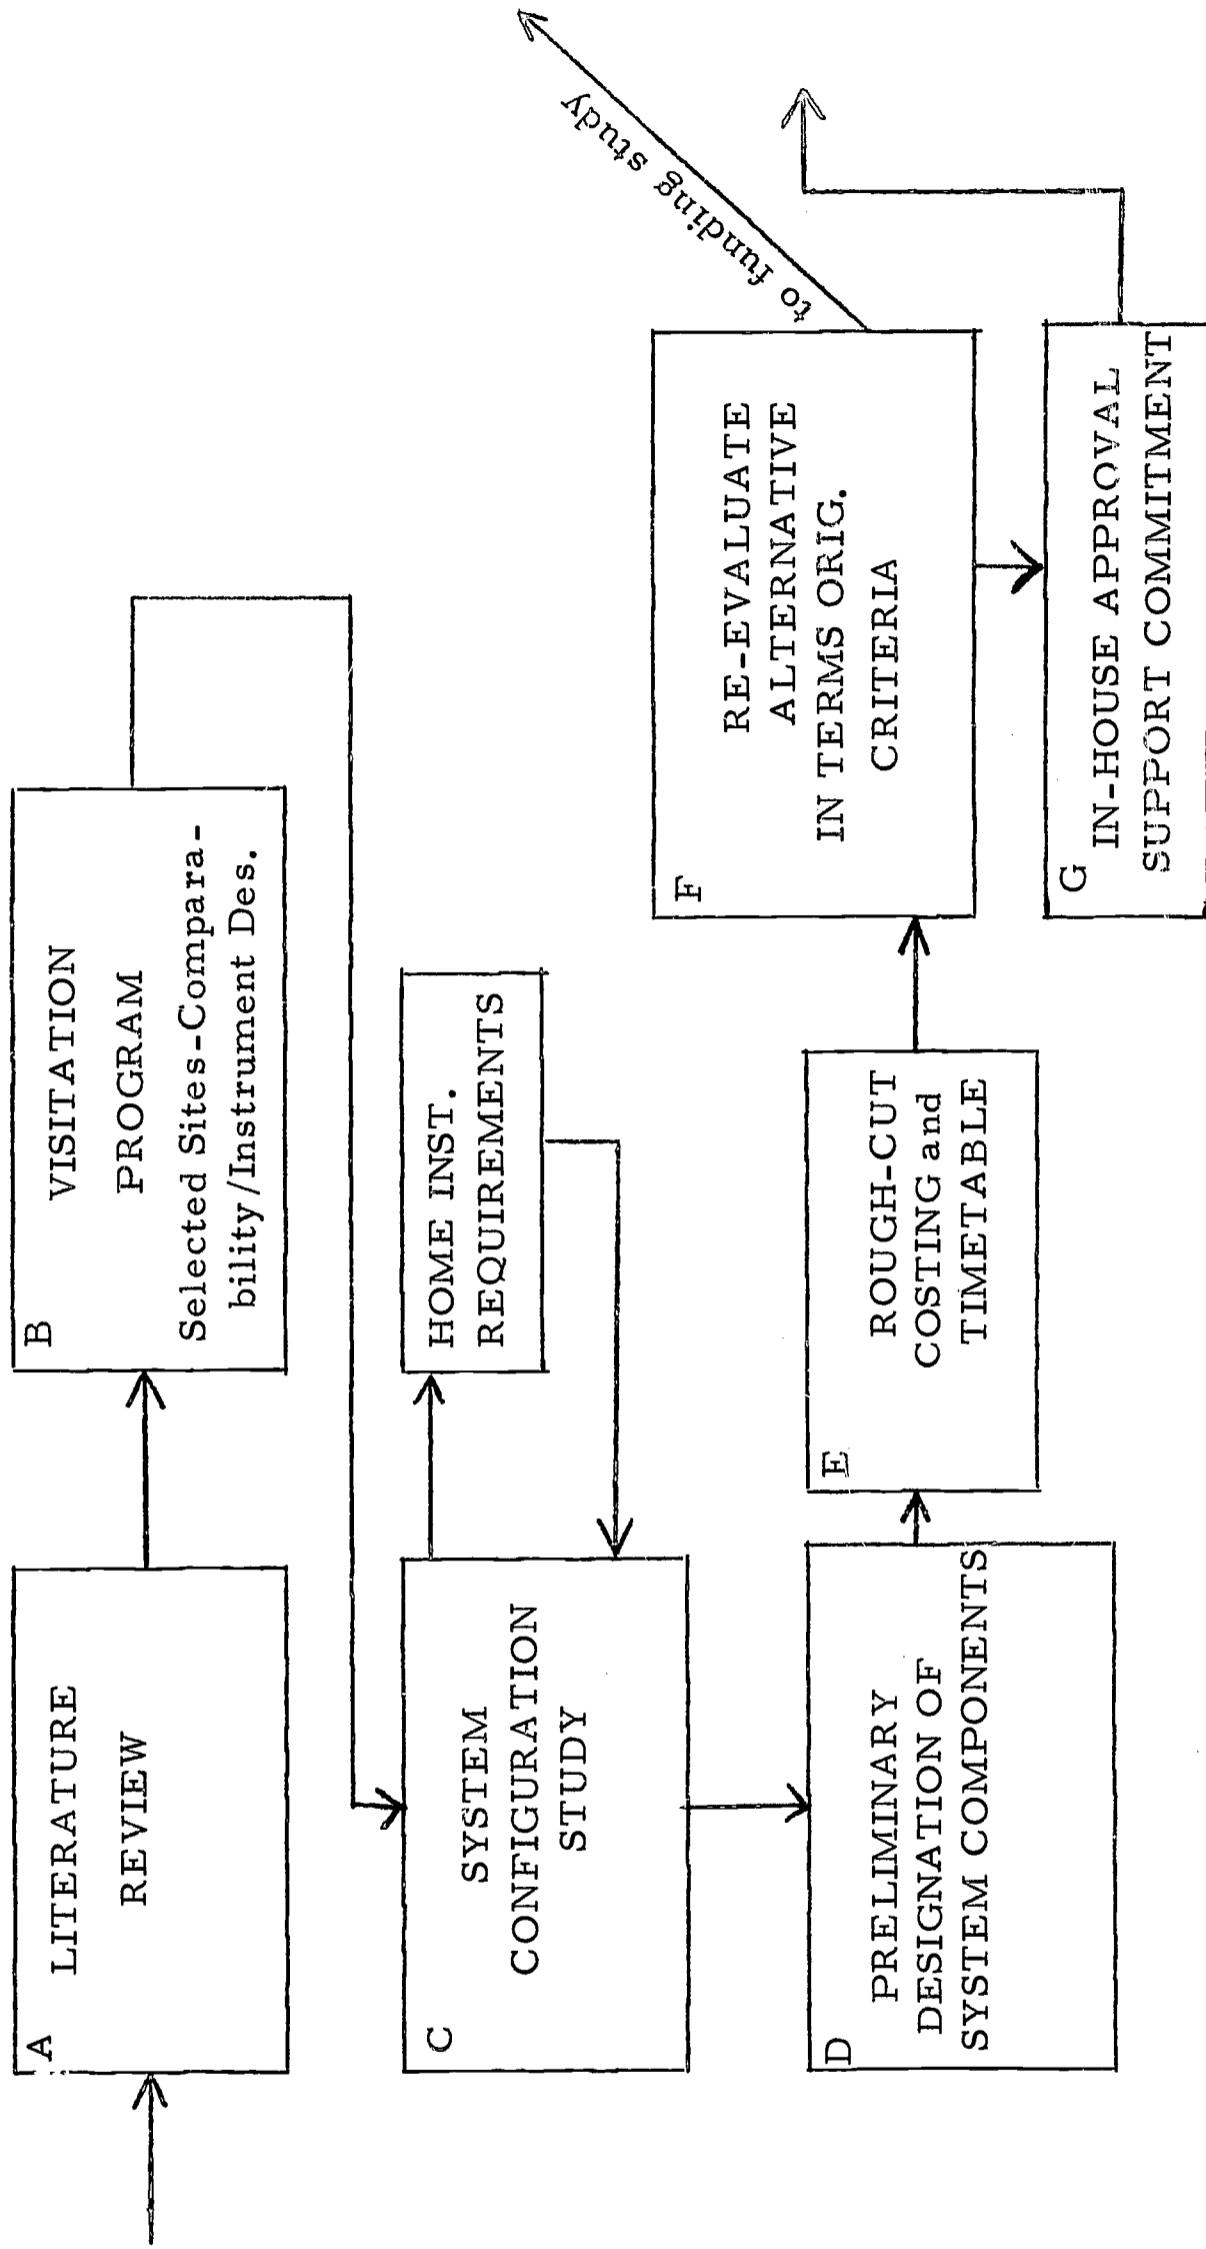 A
LITERATURE
REVIEW
B
VISITATION
PROGRAM
Selected Sites-Compara-
bility/Instrument Des.
C
SYSTEM
CONFIGURATION
STUDY
HOME INST.
REQUIREMENTS
D
PRELIMINARY
DESIGNATION OF
SYSTEM COMPONENTS
E
ROUGH-CUT
COSTING and
TIMETABLE
F
RE-EVALUATE
ALTERNATIVE
IN TERMS ORIG.
CRITERIA
to funding study
G
IN-HOUSE APPROVAL
SUPPORT COMMITMENT